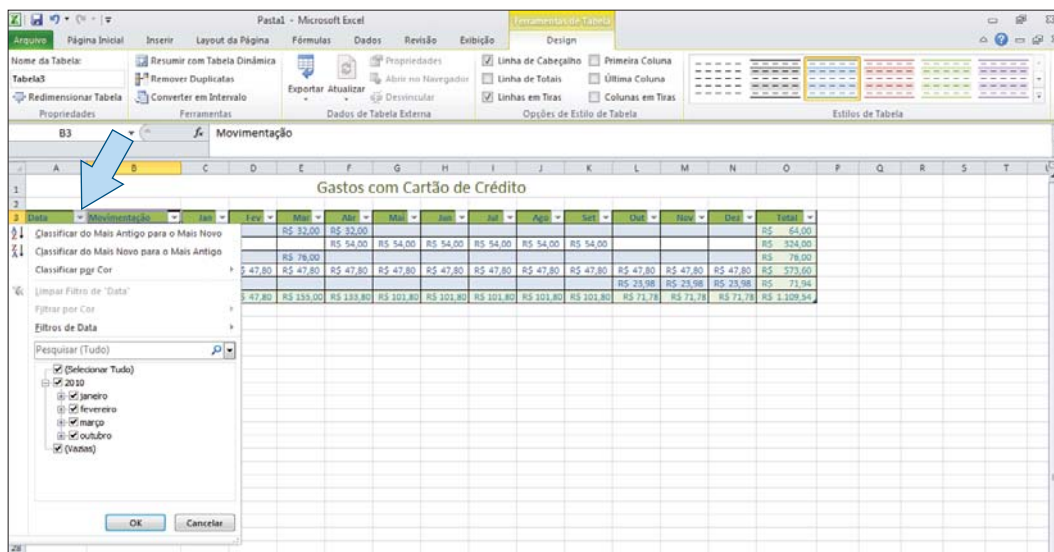 Pasta1 - Microsoft Excel
Ferramentas de Tabela
Arquivo Página Inicial Inserir Layout da Página Fórmulas Dados Revisão Exibição Design
Nome da Tabela:
Tabela3
Redimensionar Tabela
Propriedades
Resumir com Tabela Dinâmica
Remover Duplicatas
Converter em Intervalo
Ferramentas
Exportar Atualizar
Propriedades
Abrir no Navegador
Desvincular
Dados de Tabela Externa
Linha de Cabeçalho Primeira Coluna
Linha de Totais Última Coluna
Linhas em Tiras Colunas em Tiras
Opções de Estilo de Tabela
Estilos de Tabela
B3 fx Movimentação
A B C D E F G H I J K L M N O P Q R S T
1 Gastos com Cartão de Crédito
2
3 Data Movimentação Jan Fev Mar Abr Mai Jun Jul Ago Set Out Nov Dez Total
R$ 32,00 R$ 32,00 R$ 64,00
R$ 54,00 R$ 54,00 R$ 54,00 R$ 54,00 R$ 54,00 R$ 54,00 R$ 324,00
R$ 76,00 R$ 76,00
$ 47,80 R$ 47,80 R$ 47,80 R$ 47,80 R$ 47,80 R$ 47,80 R$ 47,80 R$ 47,80 R$ 47,80 R$ 47,80 R$ 47,80 R$ 573,60
R$ 23,98 R$ 23,98 R$ 23,98 R$ 71,94
$ 47,80 R$ 155,00 R$ 133,80 R$ 101,80 R$ 101,80 R$ 101,80 R$ 101,80 R$ 101,80 R$ 71,78 R$ 71,78 R$ 71,78 R$ 1.109,54
Classificar do Mais Antigo para o Mais Novo
Classificar do Mais Novo para o Mais Antigo
Classificar por Cor
Limpar Filtro de "Data"
Filtrar por Cor
Filtros de Data
Pesquisar (Tudo)
(Selecionar Tudo)
2010
janeiro
fevereiro
março
outubro
(Vazias)
OK Cancelar
28